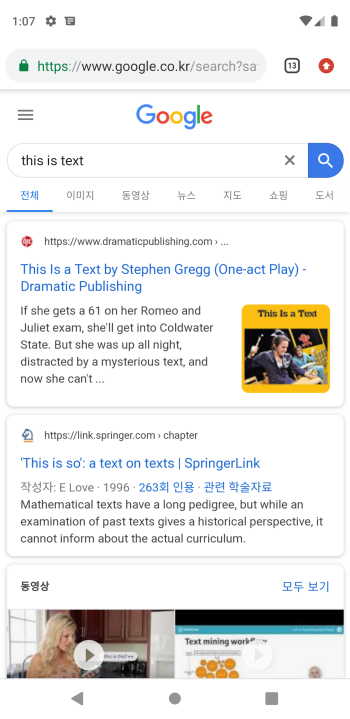 1:07
https://www.google.co.kr/search?sa
13
Google
this is text
전체 이미지 동영상 뉴스 지도 쇼핑 도서
https://www.dramaticpublishing.com › ...
This Is a Text by Stephen Gregg (One-act Play) -
Dramatic Publishing
If she gets a 61 on her Romeo and
Juliet exam, she'll get into Coldwater
State. But she was up all night,
distracted by a mysterious text, and
now she can't ...
This Is a Text
https://link.springer.com › chapter
'This is so': a text on texts | SpringerLink
작성자: E Love · 1996 · 263회 인용 · 관련 학술자료
Mathematical texts have a long pedigree, but while an
examination of past texts gives a historical perspective, it
cannot inform about the actual curriculum.
동영상
모두 보기
Text mining workflow